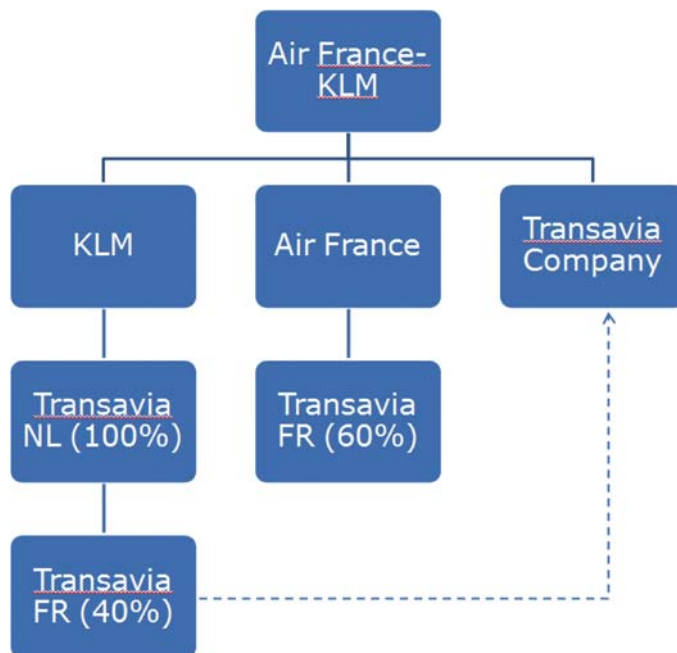 Air France-
KLM
KLM
Air France
Transavia
Company
Transavia
NL (100%)
Transavia
FR (60%)
Transavia
FR (40%)